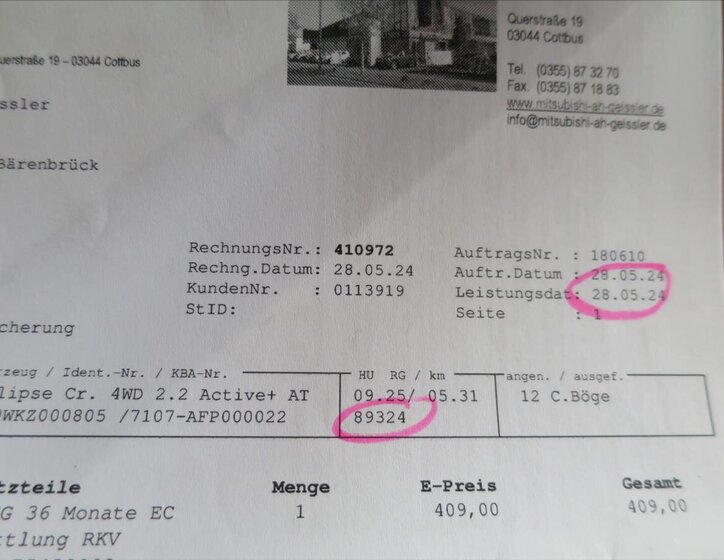 Querstraße 19
03044 Cottbus
uerstraße 19 – 03044 Cottbus
Tel. (0355) 87 32 70
Fax. (0355) 87 18 83
www.mitsubishi-ah-geissler.de
info@mitsubishi-ah-geissler.de
ssler
Bärenbrück
RechnungsNr.: 410972
Rechng.Datum: 28.05.24
KundenNr. : 0113919
StID:
AuftragsNr. : 180610
Auftr.Datum : 28.05.24
Leistungsdat: 28.05.24
Seite : 1
cherung
rzeug / Ident.-Nr. / KBA-Nr. HU RG / km angen. / ausgef.
lipse Cr. 4WD 2.2 Active+ AT 09.25/ 05.31 12 C.Böge
WKZ000805 /7107-AFP000022 89324
tzteile Menge E-Preis Gesamt
G 36 Monate EC 1 409,00 409,00
ttlung RKV